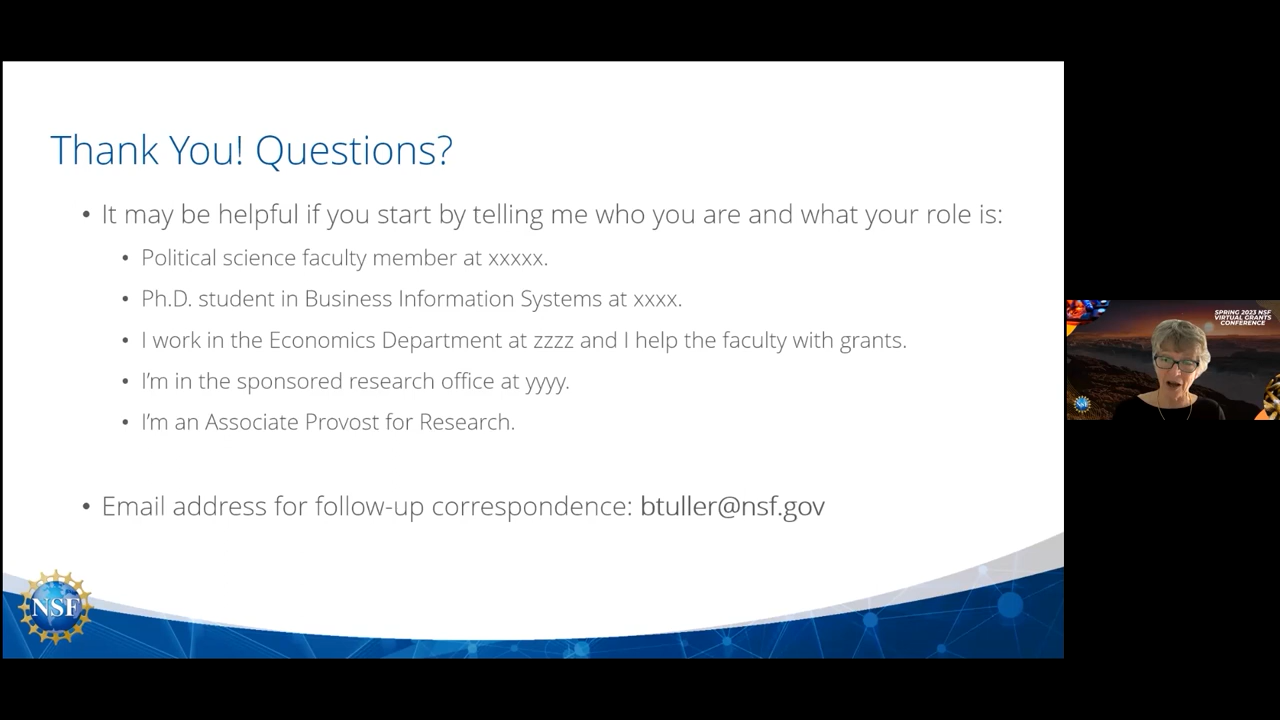 Thank You! Questions?
• It may be helpful if you start by telling me who you are and what your role is:
• Political science faculty member at xxxxx.
• Ph.D. student in Business Information Systems at xxxx.
• I work in the Economics Department at zzzz and I help the faculty with grants.
• I’m in the sponsored research office at yyyy.
• I’m an Associate Provost for Research.
• Email address for follow-up correspondence: btuller@nsf.gov
NSF
SPRING 2023 NSF
VIRTUAL GRANTS
CONFERENCE
NSF